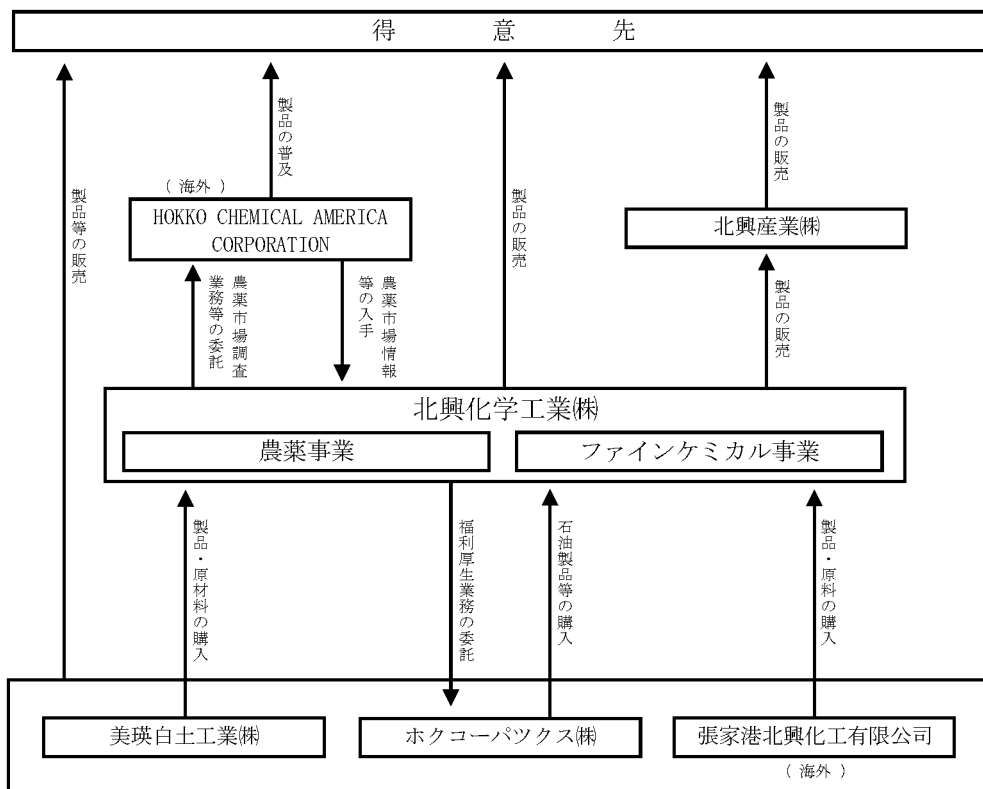 得意先
製品の普及
製品の販売
製品の販売
(海外)
HOKKO CHEMICAL AMERICA
CORPORATION
北興産業㈱
製品等の販売
農薬市場調査
業務等の委託
農薬市場情報
等の入手
製品の販売
北興化学工業㈱
農薬事業
ファインケミカル事業
製品・原材料の購入
福利厚生業務の委託
石油製品等の購入
製品・原料の購入
美瑛白土工業㈱
ホクコーパツクス㈱
張家港北興化工有限公司
(海外)